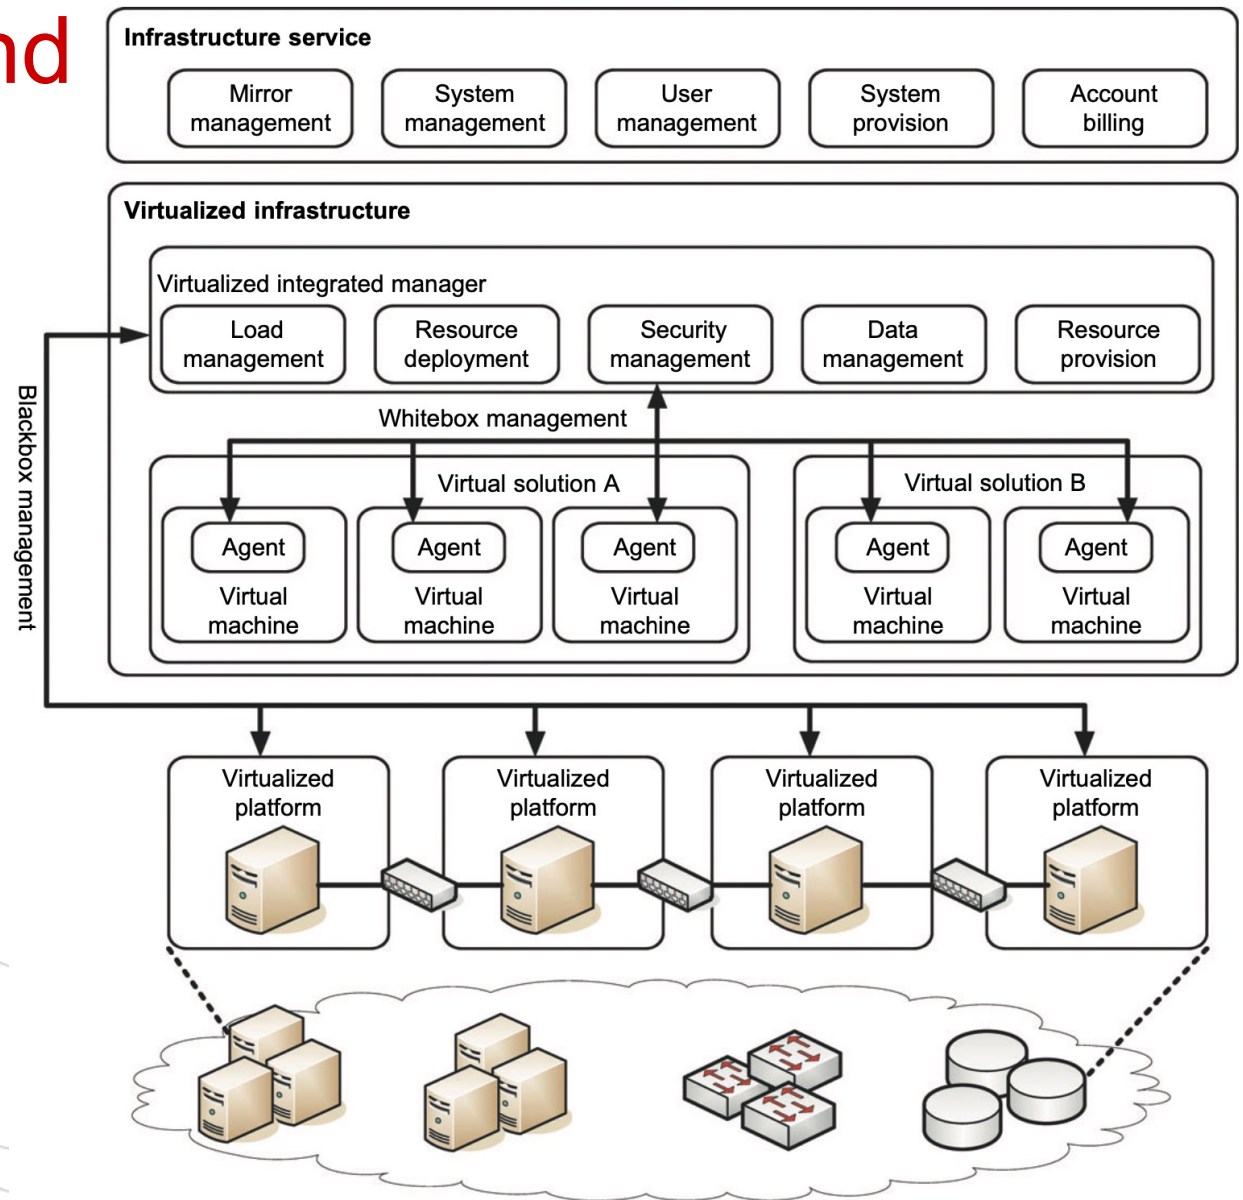 nd
Infrastructure service
Mirror
management
System
management
User
management
System
provision
Account
billing
Virtualized infrastructure
Virtualized integrated manager
Load
management
Resource
deployment
Security
management
Data
management
Resource
provision
Blackbox management
Whitebox management
Virtual solution A
Agent
Virtual
machine
Agent
Virtual
machine
Agent
Virtual
machine
Virtual solution B
Agent
Virtual
machine
Agent
Virtual
machine
Virtualized
platform
Virtualized
platform
Virtualized
platform
Virtualized
platform